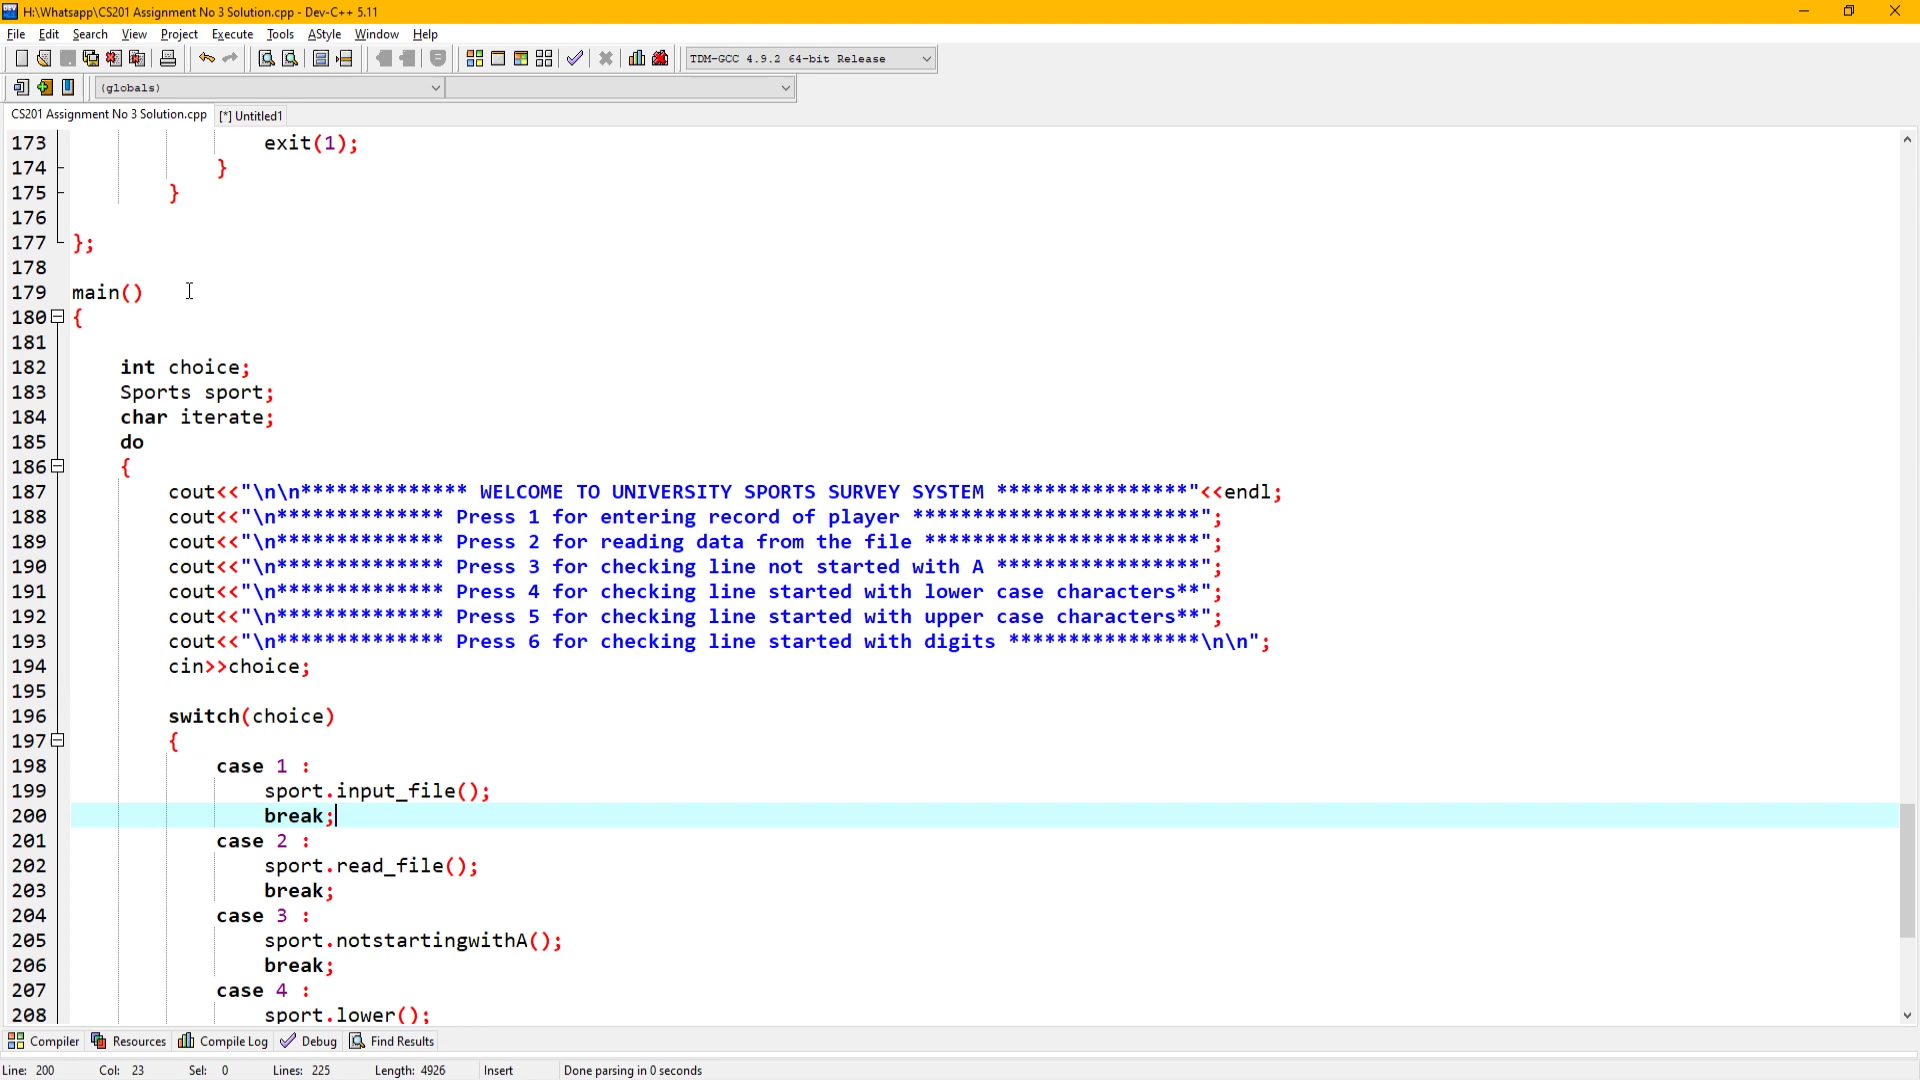 H:\Whatsapp\CS201 Assignment No 3 Solution.cpp - Dev-C++ 5.11
File Edit Search View Project Execute Tools AStyle Window Help
TDM-GCC 4.9.2 64-bit Release
(globals)
CS201 Assignment No 3 Solution.cpp [*] Untitled1
173 exit(1);
174 }
175 }
176
177 };
178
179 main()
180 {
181
182 int choice;
183 Sports sport;
184 char iterate;
185 do
186 {
187 cout<<"\n\n************** WELCOME TO UNIVERSITY SPORTS SURVEY SYSTEM ****************"<<endl;
188 cout<<"\n************** Press 1 for entering record of player ************************";
189 cout<<"\n************** Press 2 for reading data from the file ***********************";
190 cout<<"\n************** Press 3 for checking line not started with A *****************";
191 cout<<"\n************** Press 4 for checking line started with lower case characters**";
192 cout<<"\n************** Press 5 for checking line started with upper case characters**";
193 cout<<"\n************** Press 6 for checking line started with digits ****************\n\n";
194 cin>>choice;
195
196 switch(choice)
197 {
198 case 1 :
199 sport.input_file();
200 break;
201 case 2 :
202 sport.read_file();
203 break;
204 case 3 :
205 sport.notstartingwithA();
206 break;
207 case 4 :
208 sport.lower();
Compiler Resources Compile Log Debug Find Results
Line: 200 Col: 23 Sel: 0 Lines: 225 Length: 4926 Insert Done parsing in 0 seconds